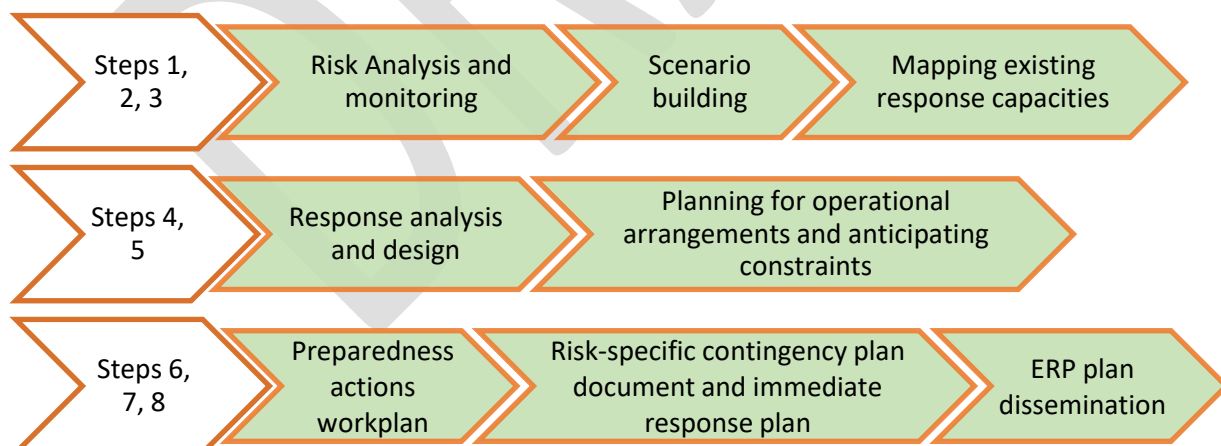 Steps 1,
2, 3
Risk Analysis and
monitoring
Scenario
building
Mapping existing
response capacities
Steps 4,
5
Response analysis
and design
Planning for operational
arrangements and anticipating
constraints
Steps 6,
7, 8
Preparedness
actions
workplan
Risk-specific contingency plan
document and immediate
response plan
ERP plan
dissemination